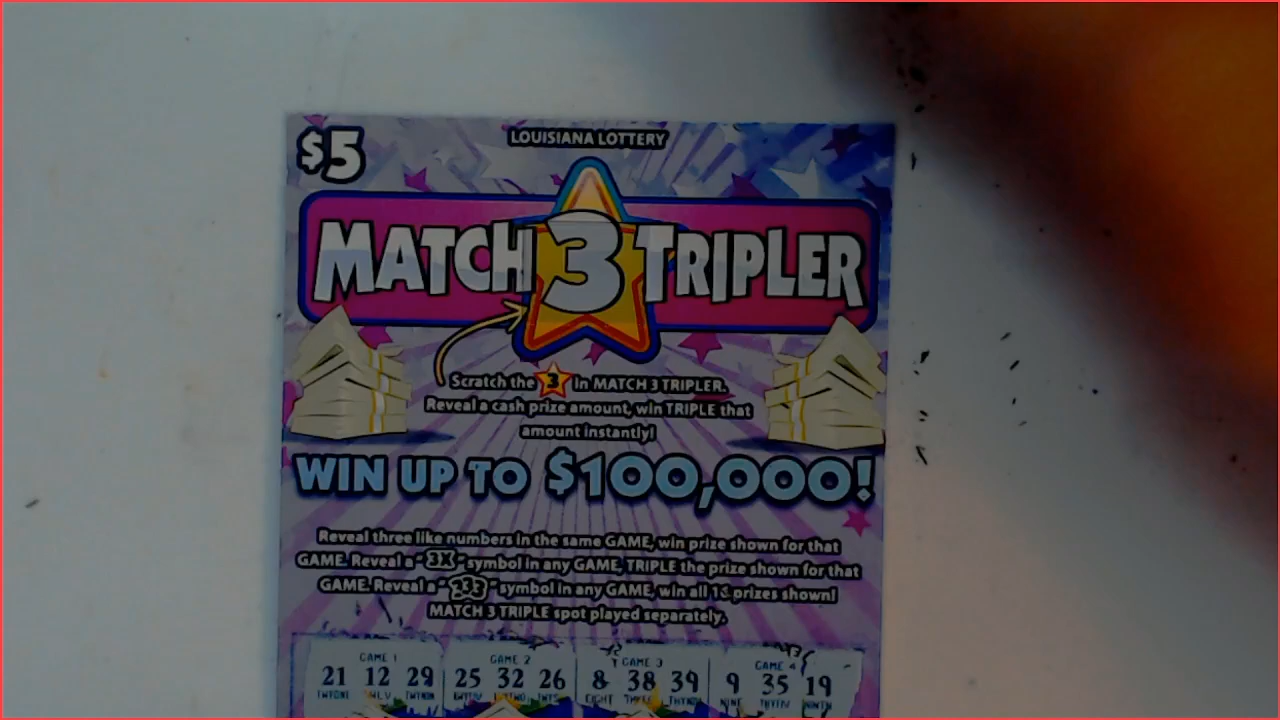 $5
LOUISIANA LOTTERY
MATCH 3 TRIPLER
Scratch the 3 in MATCH 3 TRIPLER.
Reveal a cash prize amount, win TRIPLE that
amount instantly!
WIN UP TO $100,000!
Reveal three like numbers in the same GAME, win prize shown for that
GAME. Reveal a "3X" symbol in any GAME, TRIPLE the prize shown for that
GAME. Reveal a "333" symbol in any GAME, win all prizes shown!
MATCH 3 TRIPLE spot played separately.
GAME 1 GAME 2 GAME 3 GAME 4
21 12 29 25 32 26 8 38 39 9 35 19
TWYONE TWYNIN EIGHT NINE